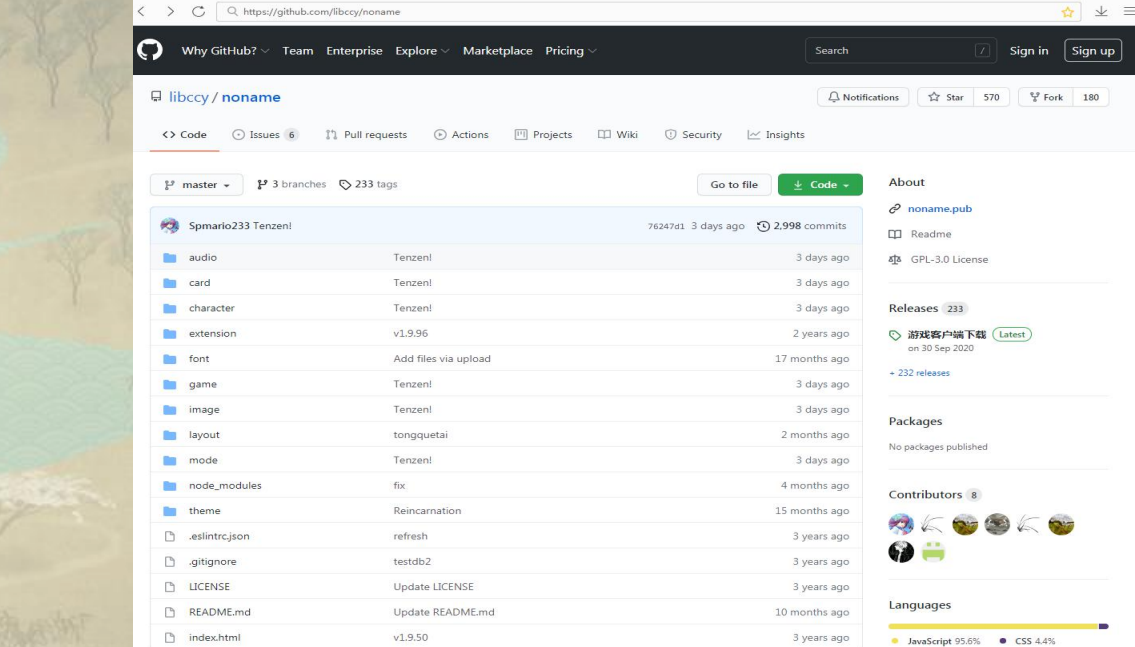 https://github.com/libccy/noname
Why GitHub? Team Enterprise Explore Marketplace Pricing Search / Sign in Sign up
libccy / noname Notifications Star 570 Fork 180
<> Code Issues 6 Pull requests Actions Projects Wiki Security Insights
master 3 branches 233 tags Go to file Code
Spmario233 Tenzen! 76247d1 3 days ago 2,998 commits
audio Tenzen! 3 days ago
card Tenzen! 3 days ago
character Tenzen! 3 days ago
extension v1.9.96 2 years ago
font Add files via upload 17 months ago
game Tenzen! 3 days ago
image Tenzen! 3 days ago
layout tongquetai 2 months ago
mode Tenzen! 3 days ago
node_modules fix 4 months ago
theme Reincarnation 15 months ago
.eslintrc.json refresh 3 years ago
.gitignore testdb2 3 years ago
LICENSE Update LICENSE 3 years ago
README.md Update README.md 10 months ago
index.html v1.9.50 3 years ago
About
noname.pub
Readme
GPL-3.0 License
Releases 233
游戏客户端下载 Latest
on 30 Sep 2020
+ 232 releases
Packages
No packages published
Contributors 8
Languages
JavaScript 95.6% CSS 4.4%